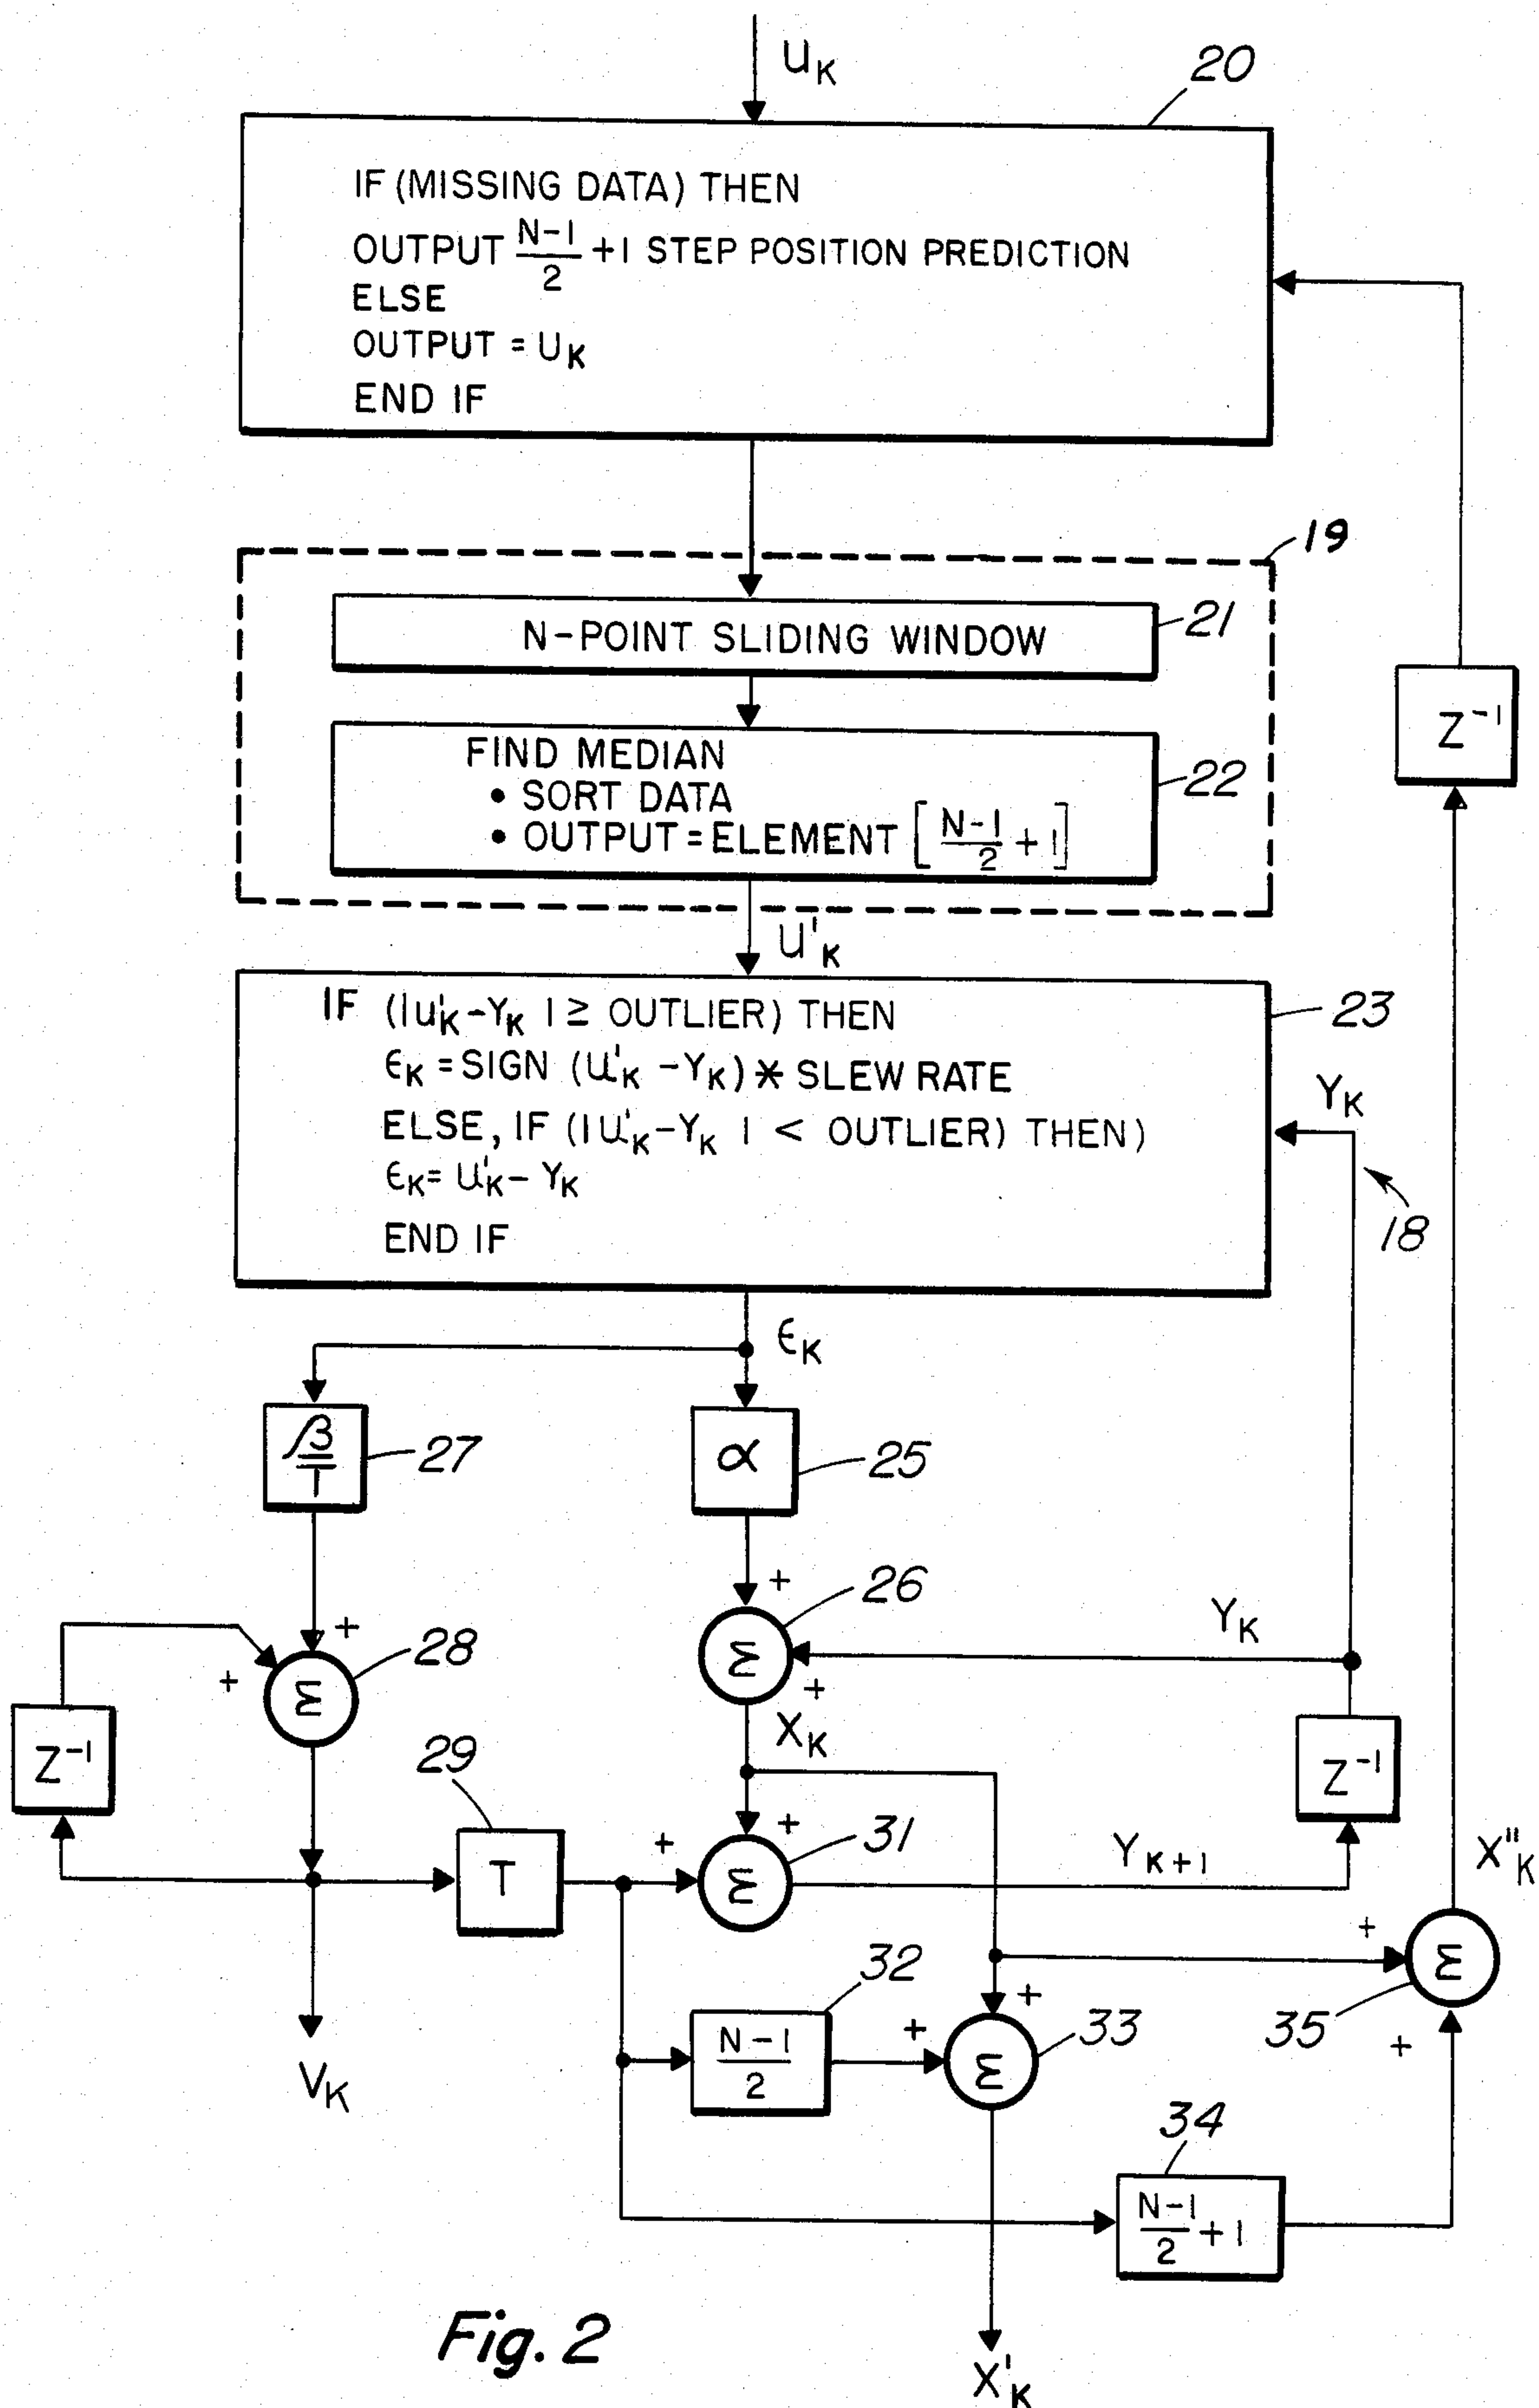 U_K
20
IF (MISSING DATA) THEN
OUTPUT (N-1)/2 +1 STEP POSITION PREDICTION
ELSE
OUTPUT = U_K
END IF
19
N-POINT SLIDING WINDOW
21
Z⁻¹
FIND MEDIAN
22
• SORT DATA
• OUTPUT = ELEMENT [(N-1)/2 + 1]
U'_K
IF (|U'_K - Y_K | ≥ OUTLIER) THEN
23
ϵ_K = SIGN (U'_K - Y_K) * SLEW RATE
Y_K
ELSE, IF (|U'_K - Y_K | < OUTLIER) THEN)
ϵ_K = U'_K - Y_K
18
END IF
ϵ_K
β/T
27
α
25
+
26
+
Y_K
28
+
Σ
+
Σ
X_K
Z⁻¹
29
Z⁻¹
+
+
31
Y_K+1
X"_K
T
Σ
+
Σ
32
+
33
35
+
+
V_K
(N-1)/2
Σ
34
(N-1)/2 + 1
Fig. 2
X'_K